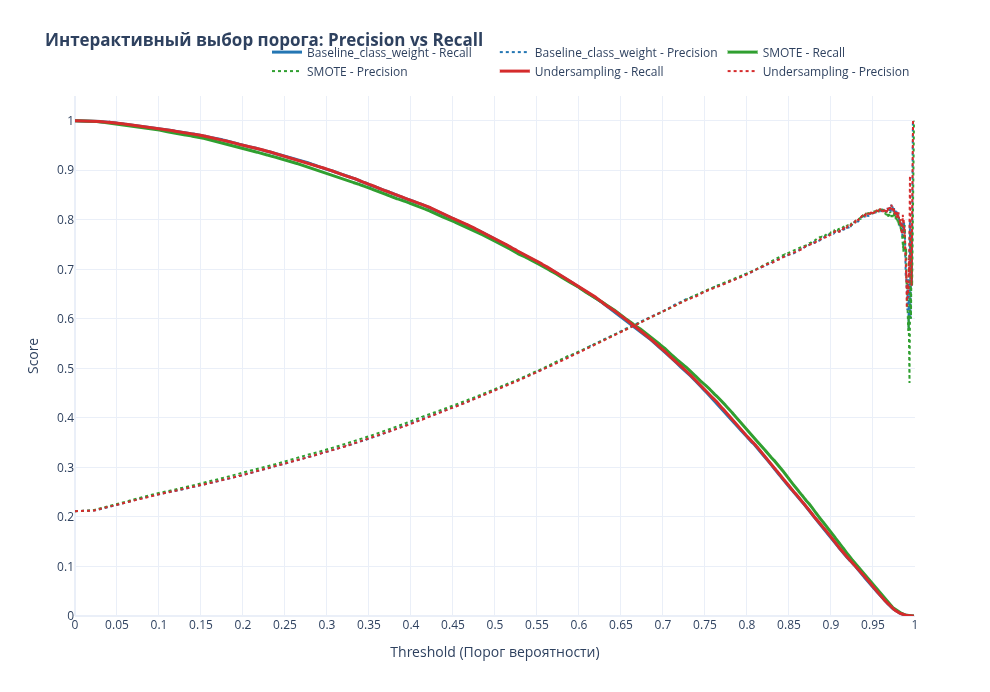 Интерактивный выбор порога: Precision vs Recall
Baseline_class_weight - Recall Baseline_class_weight - Precision SMOTE - Recall
SMOTE - Precision Undersampling - Recall Undersampling - Precision
1
0.9
0.8
0.7
0.6
0.5
0.4
0.3
0.2
0.1
0
Score
0 0.05 0.1 0.15 0.2 0.25 0.3 0.35 0.4 0.45 0.5 0.55 0.6 0.65 0.7 0.75 0.8 0.85 0.9 0.95 1
Threshold (Порог вероятности)